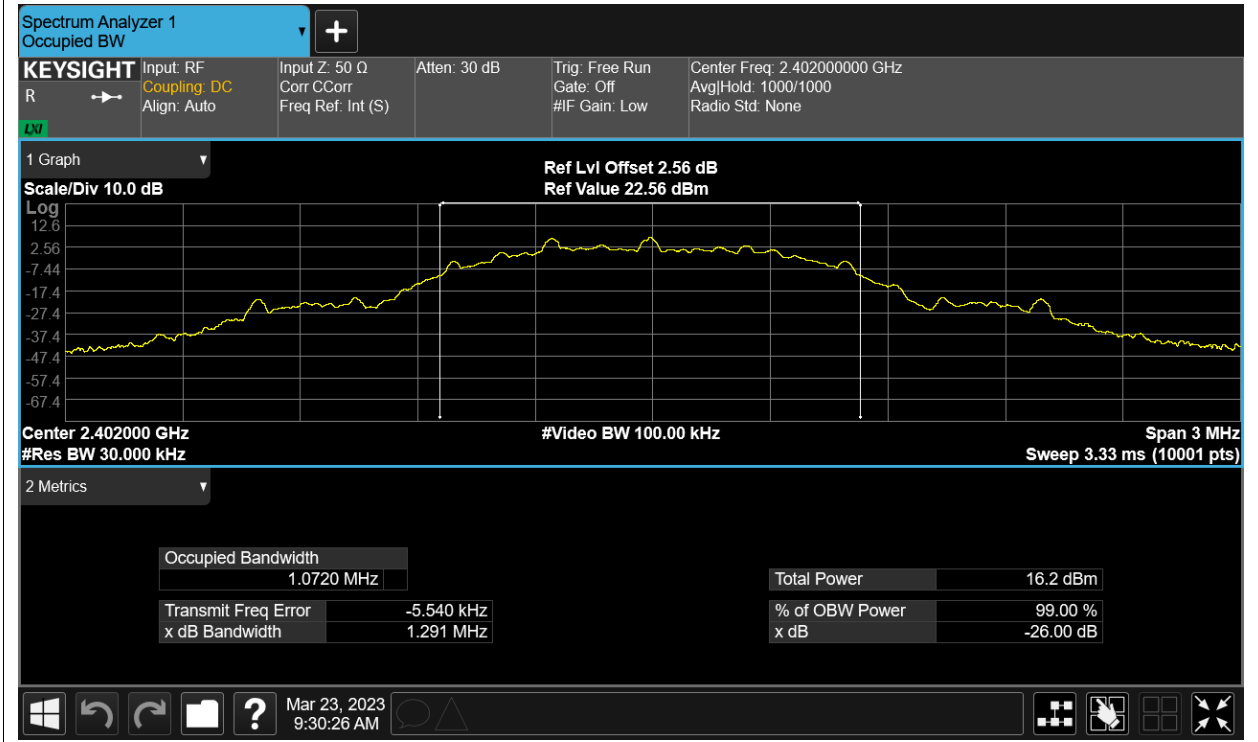 Spectrum Analyzer 1
Occupied BW
KEYSIGHT
R
LXI
Input: RF
Coupling: DC
Align: Auto
Input Z: 50 Ω
Corr CCorr
Freq Ref: Int (S)
Atten: 30 dB
Trig: Free Run
Gate: Off
#IF Gain: Low
Center Freq: 2.402000000 GHz
Avg|Hold: 1000/1000
Radio Std: None
1 Graph
Scale/Div 10.0 dB
Ref Lvl Offset 2.56 dB
Ref Value 22.56 dBm
Log
12.6
2.56
-7.44
-17.4
-27.4
-37.4
-47.4
-57.4
-67.4
Center 2.402000 GHz
#Video BW 100.00 kHz
Span 3 MHz
#Res BW 30.000 kHz
Sweep 3.33 ms (10001 pts)
2 Metrics
Occupied Bandwidth
1.0720 MHz
Transmit Freq Error -5.540 kHz
x dB Bandwidth 1.291 MHz
Total Power 16.2 dBm
% of OBW Power 99.00 %
x dB -26.00 dB
?
Mar 23, 2023
9:30:26 AM